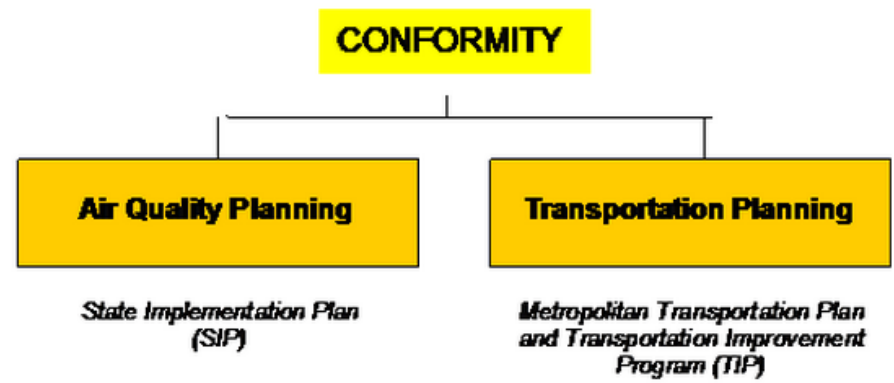 CONFORMITY
Air Quality Planning
Transportation Planning
State Implementation Plan
(SIP)
Metropolitan Transportation Plan
and Transportation Improvement
Program (TIP)